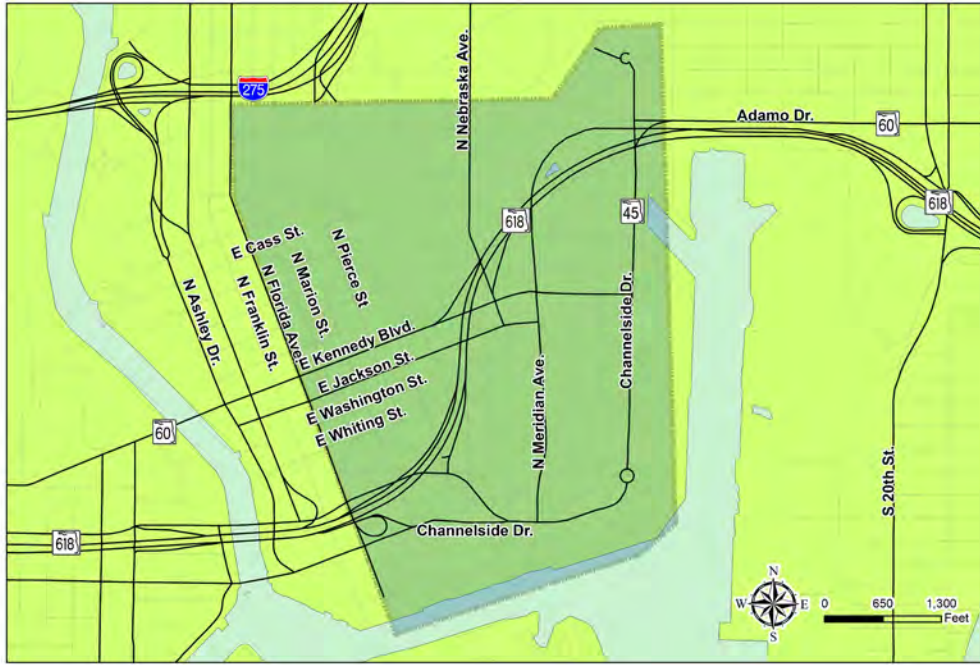 275
N Nebraska Ave.
Adamo Dr.
60
618
618
45
E Cass St.
N Pierce St
N Marion St.
N Florida Ave.
N Franklin St.
N Ashley Dr.
E Kennedy Blvd.
E Jackson St.
E Washington St.
E Whiting St.
Channelside Dr.
N Meridian Ave.
60
S 20th St.
618
Channelside Dr.
N
W
E
S
0 650 1,300
Feet